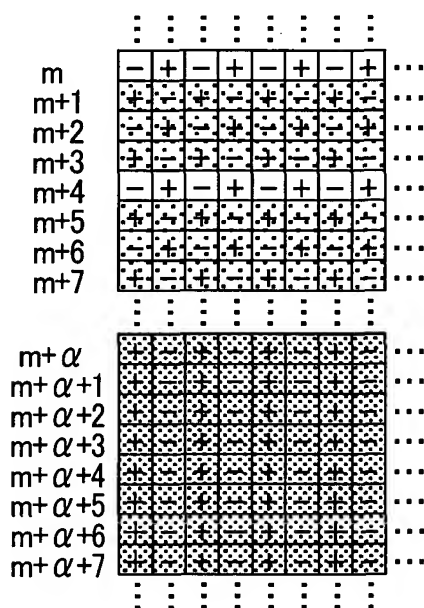 m − + − + − + − + ···
m+1 + − + − + − + − ···
m+2 − + − + − + − + ···
m+3 + − + − + − + − ···
m+4 − + − + − + − + ···
m+5 + − + − + − + − ···
m+6 − + − + − + − + ···
m+7 + − + − + − + − ···
m+α + − + − + − + − ···
m+α+1 + − + − + − + − ···
m+α+2 + − + − + − + − ···
m+α+3 + − + − + − + − ···
m+α+4 + − + − + − + − ···
m+α+5 + − + − + − + − ···
m+α+6 + − + − + − + − ···
m+α+7 + − + − + − + − ···